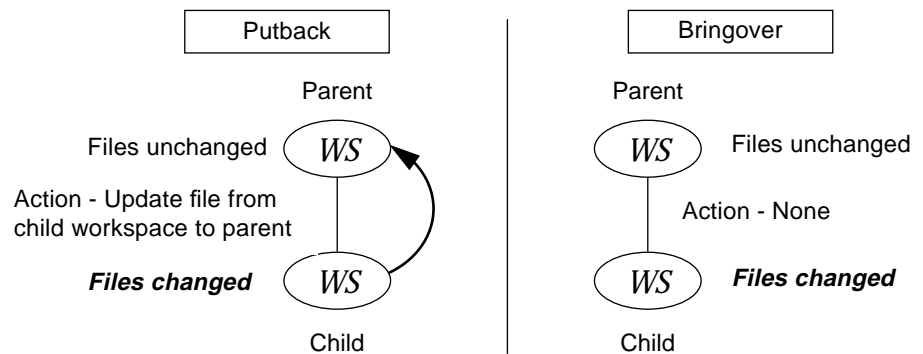 Putback
Parent
Files unchanged
WS
Action - Update file from
child workspace to parent
Files changed
WS
Child
Bringover
Parent
WS
Files unchanged
Action - None
WS
Files changed
Child